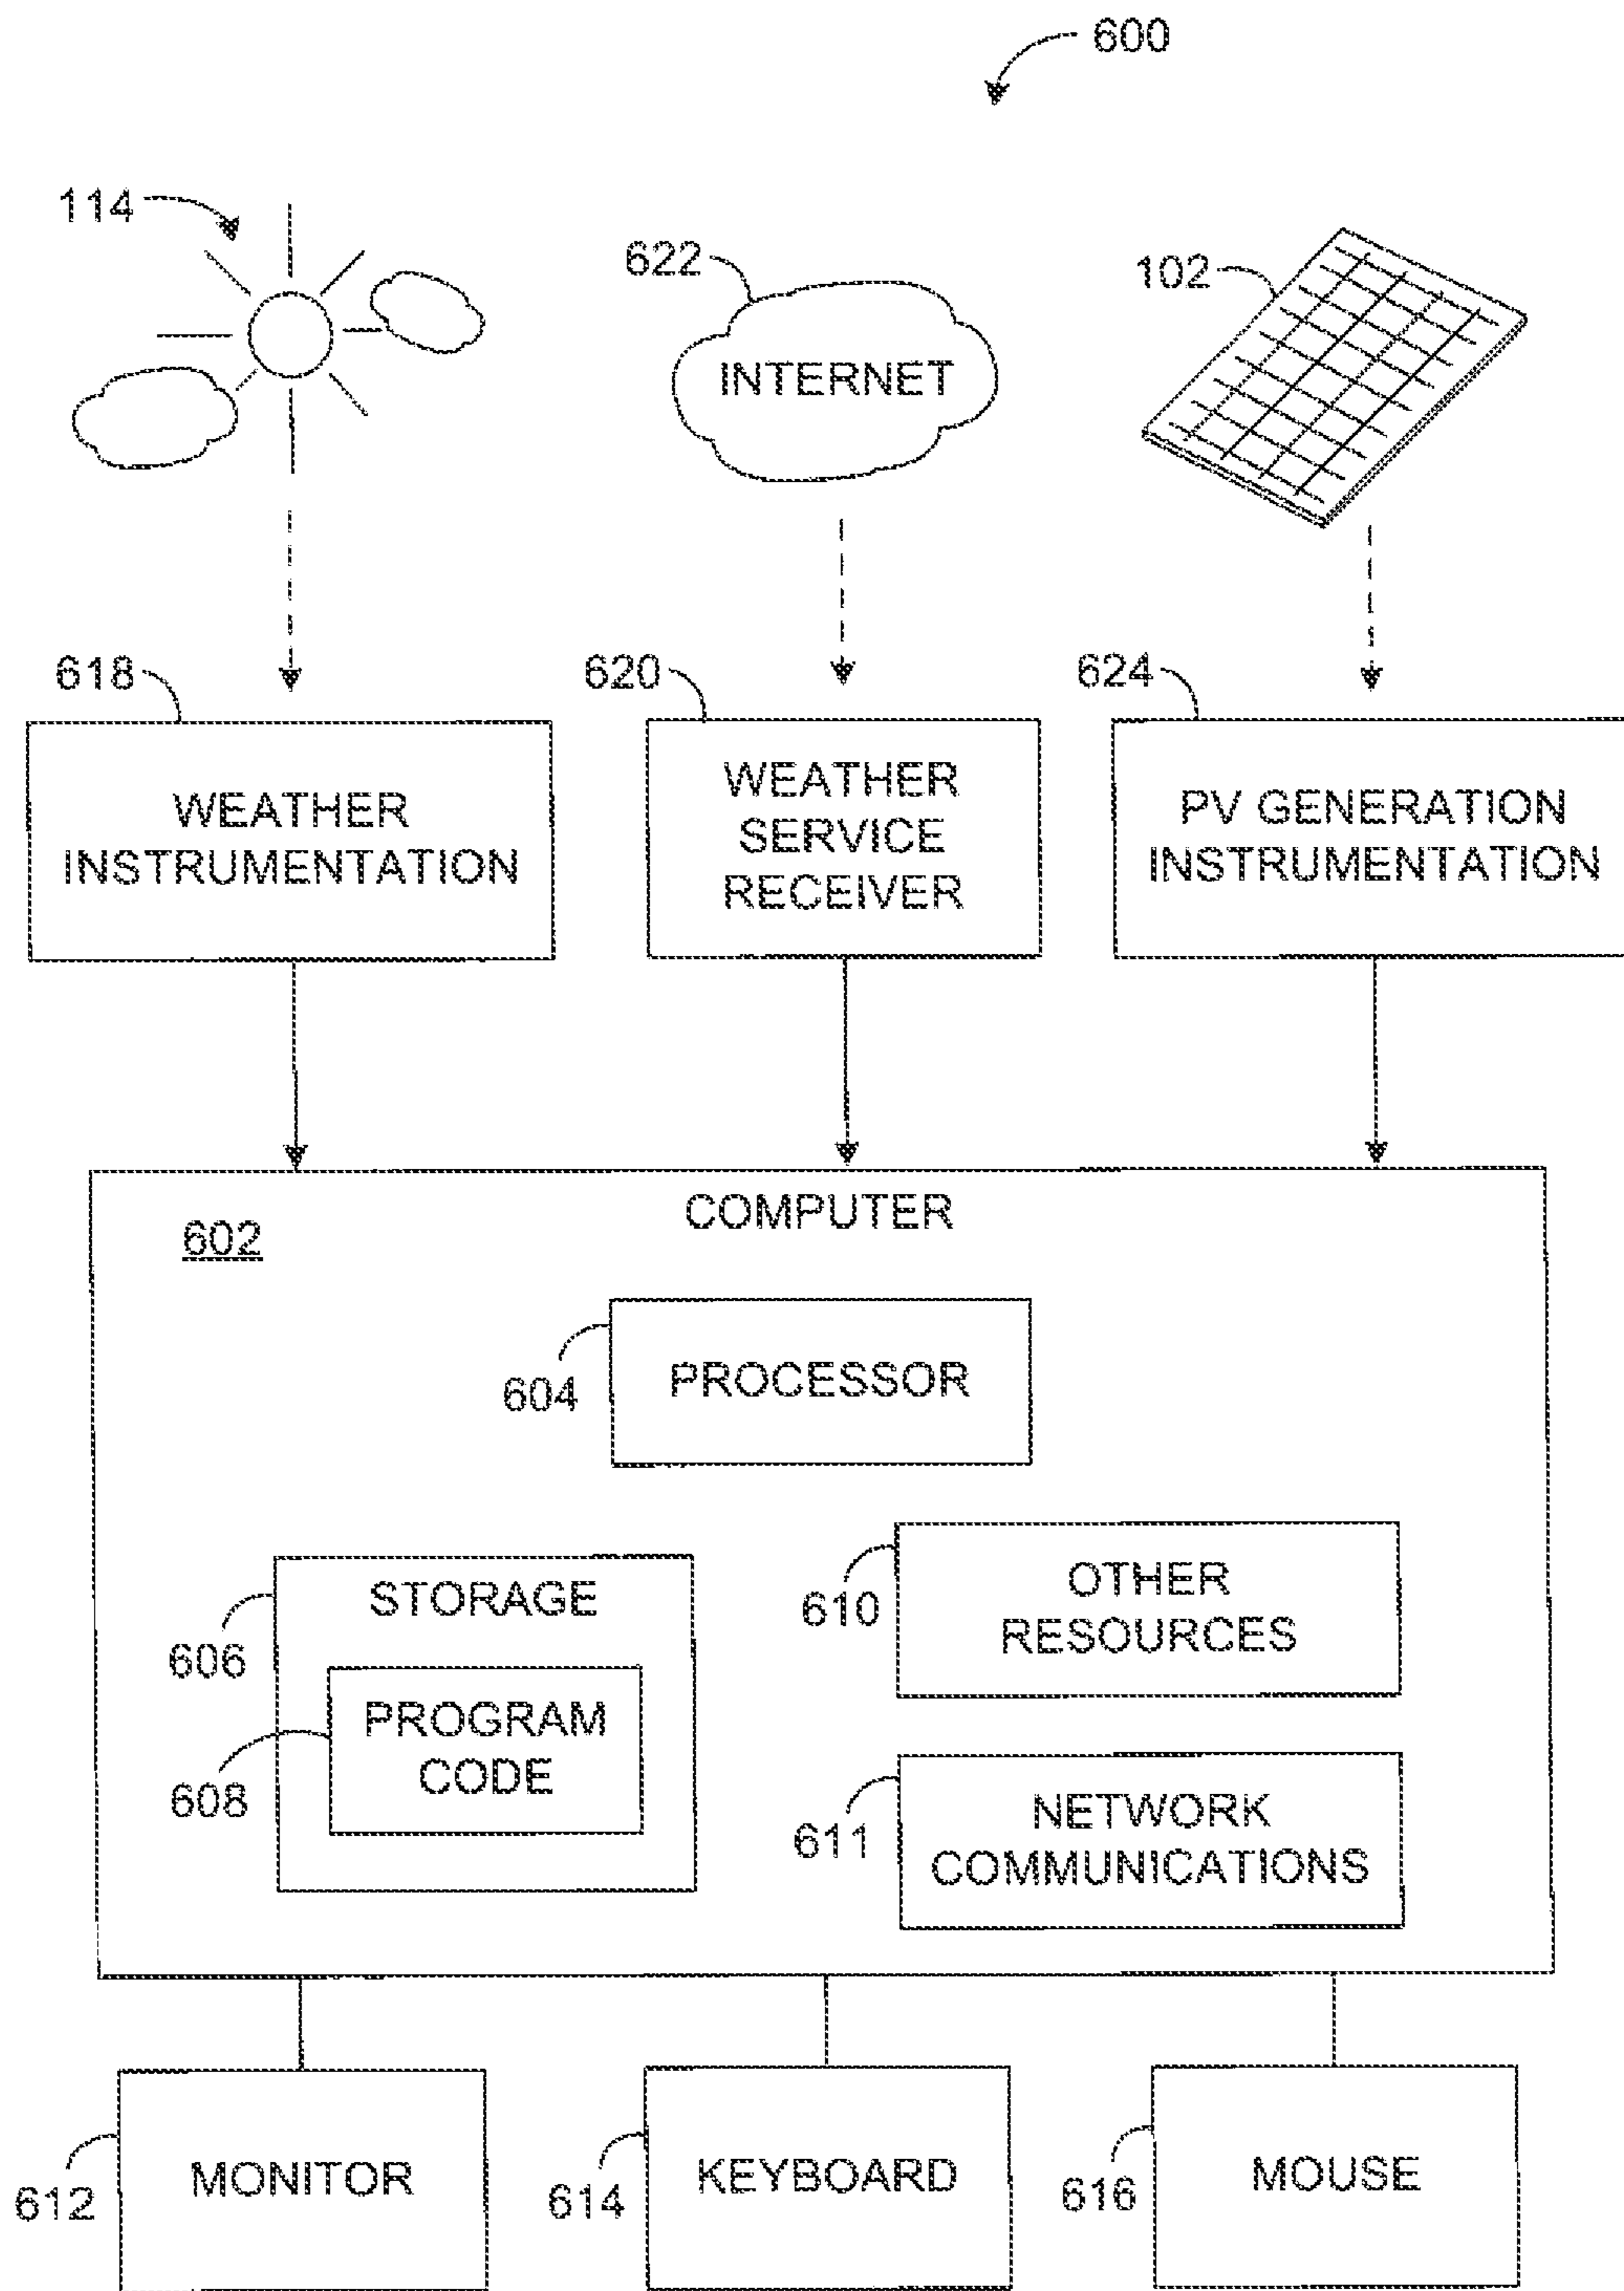 600
114
622
INTERNET
102
618
620
624
WEATHER
INSTRUMENTATION
WEATHER
SERVICE
RECEIVER
PV GENERATION
INSTRUMENTATION
COMPUTER
602
604
PROCESSOR
606
STORAGE
608
PROGRAM
CODE
610
OTHER
RESOURCES
611
NETWORK
COMMUNICATIONS
612
MONITOR
614
KEYBOARD
616
MOUSE